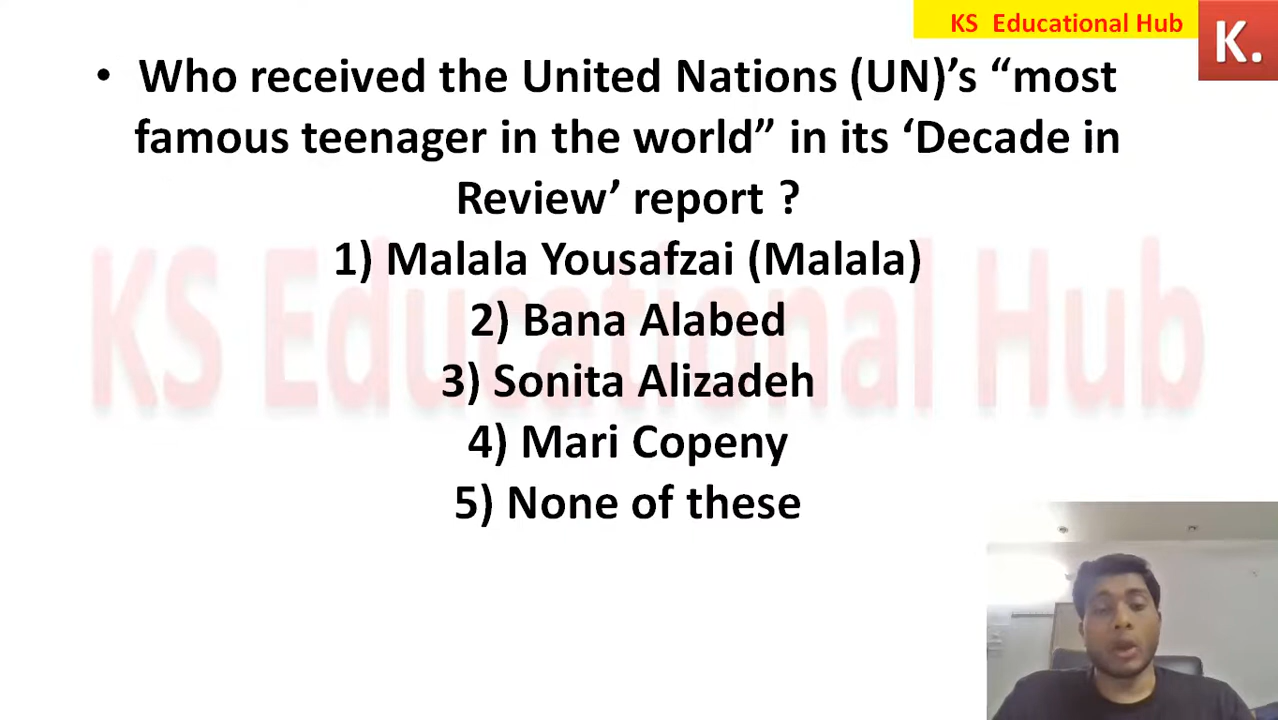 KS Educational Hub
K.
• Who received the United Nations (UN)’s “most
famous teenager in the world” in its ‘Decade in
Review’ report ?
1) Malala Yousafzai (Malala)
2) Bana Alabed
3) Sonita Alizadeh
4) Mari Copeny
5) None of these
KS Educational Hub